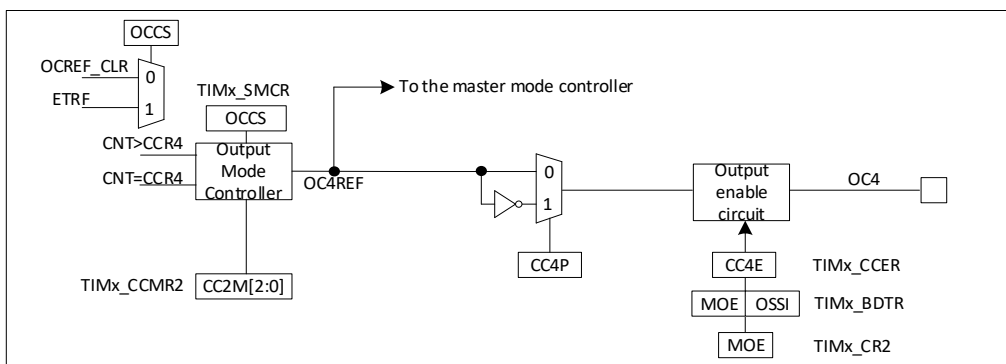 OCCS
OCREF_CLR
0
ETRF
1
TIMx_SMCR
OCCS
To the master mode controller
CNT>CCR4
CNT=CCR4
Output
Mode
Controller
OC4REF
0
1
CC4P
Output
enable
circuit
OC4
TIMx_CCMR2
CC2M[2:0]
CC4E
TIMx_CCER
MOE
OSSI
TIMx_BDTR
MOE
TIMx_CR2